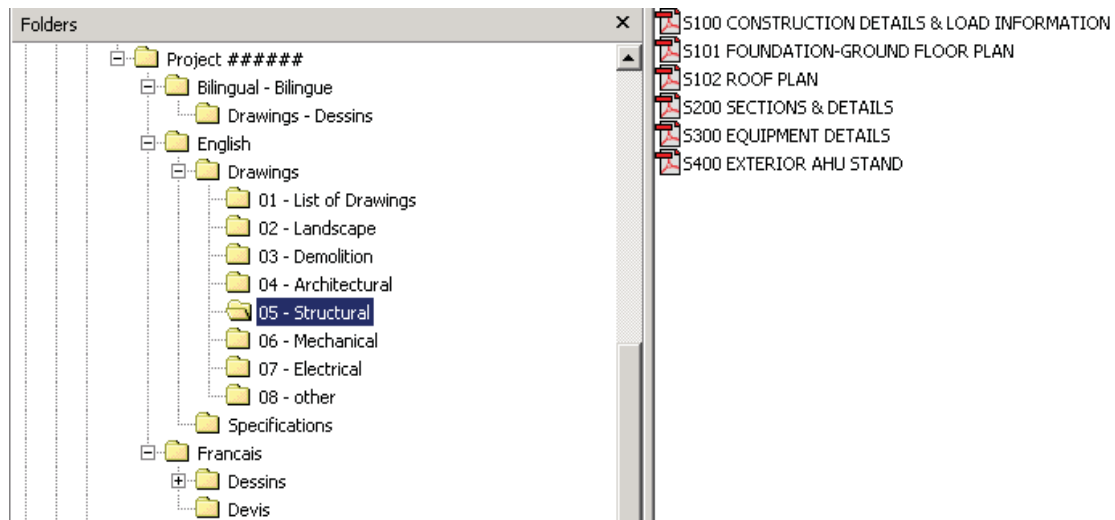 Folders
Project ######
Bilingual - Bilingue
Drawings - Dessins
English
Drawings
01 - List of Drawings
02 - Landscape
03 - Demolition
04 - Architectural
05 - Structural
06 - Mechanical
07 - Electrical
08 - other
Specifications
Francais
Dessins
Devis
S100 CONSTRUCTION DETAILS & LOAD INFORMATION
S101 FOUNDATION-GROUND FLOOR PLAN
S102 ROOF PLAN
S200 SECTIONS & DETAILS
S300 EQUIPMENT DETAILS
S400 EXTERIOR AHU STAND